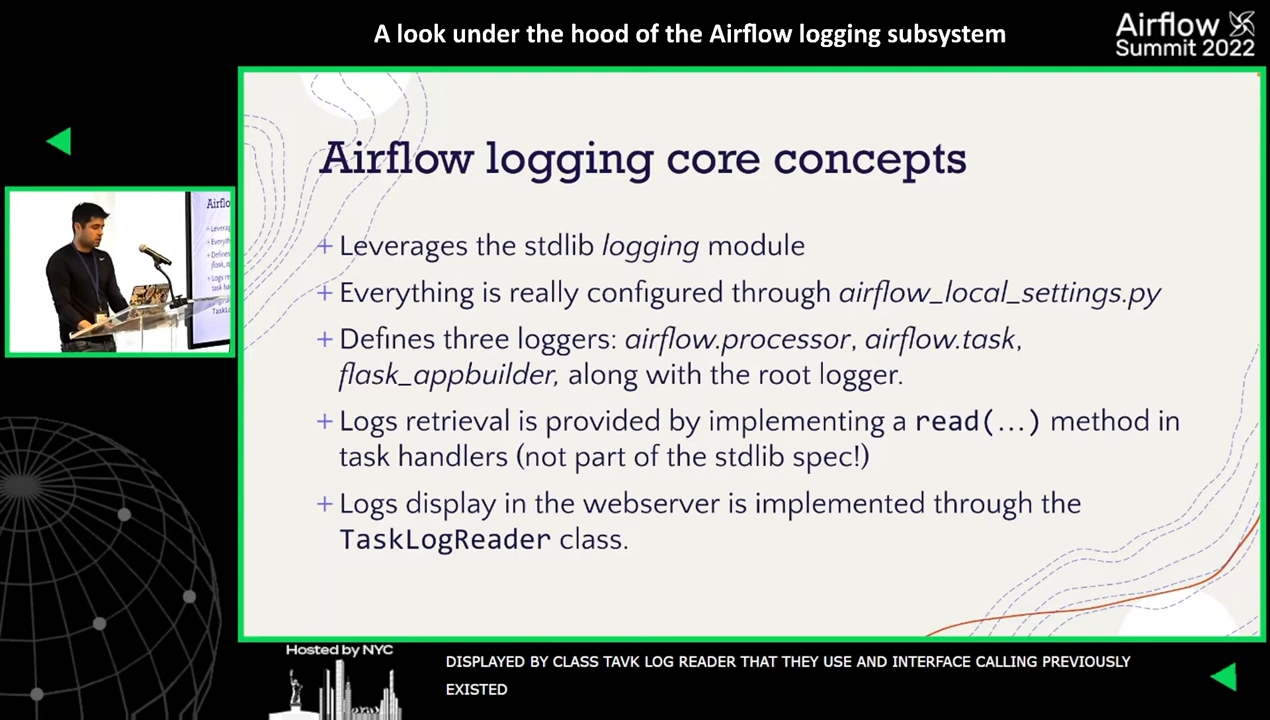 A look under the hood of the Airflow logging subsystem
Airflow
Summit 2022
Airflow logging core concepts
+ Leverages the stdlib logging module
+ Everything is really configured through airflow_local_settings.py
+ Defines three loggers: airflow.processor, airflow.task,
flask_appbuilder, along with the root logger.
+ Logs retrieval is provided by implementing a read(...) method in
task handlers (not part of the stdlib spec!)
+ Logs display in the webserver is implemented through the
TaskLogReader class.
Hosted by NYC
DISPLAYED BY CLASS TAVK LOG READER THAT THEY USE AND INTERFACE CALLING PREVIOUSLY
EXISTED